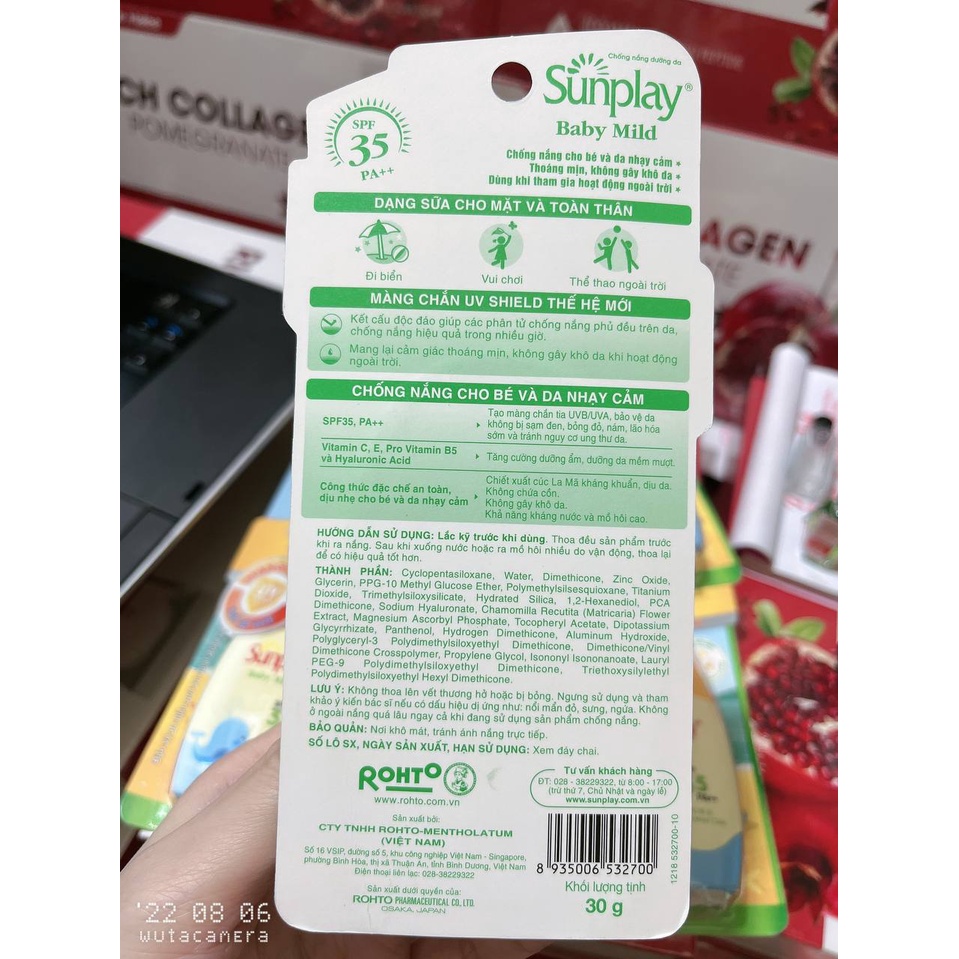 CH COLLAGE
POMEGRANATE
AGEN
Chống nắng dưỡng da
Sunplay®
Baby Mild
SPF
35
PA++
Chống nắng cho bé và da nhạy cảm •
Thoáng mịn, không gây khô da •
Dùng khi tham gia hoạt động ngoài trời •
DẠNG SỮA CHO MẶT VÀ TOÀN THÂN
Đi biển
Vui chơi
Thể thao ngoài trời
MÀNG CHẮN UV SHIELD THẾ HỆ MỚI
Kết cấu độc đáo giúp các phân tử chống nắng phủ đều trên da,
chống nắng hiệu quả trong nhiều giờ.
Mang lại cảm giác thoáng mịn, không gây khô da khi hoạt động
ngoài trời.
CHỐNG NẮNG CHO BÉ VÀ DA NHẠY CẢM
SPF35, PA++
Tạo màng chắn tia UVB/UVA, bảo vệ da
không bị sạm đen, bỏng đỏ, nám, lão hóa
sớm và tránh nguy cơ ung thư da.
Vitamin C, E, Pro Vitamin B5
và Hyaluronic Acid
Tăng cường dưỡng ẩm, dưỡng da mềm mượt.
Công thức đặc chế an toàn,
dịu nhẹ cho bé và da nhạy cảm
Chiết xuất cúc La Mã kháng khuẩn, dịu da.
Không chứa cồn.
Không gây khô da.
Khả năng kháng nước và mồ hôi cao.
HƯỚNG DẪN SỬ DỤNG: Lắc kỹ trước khi dùng. Thoa đều sản phẩm trước
khi ra nắng. Sau khi xuống nước hoặc ra mồ hôi nhiều do vận động, thoa lại
để có hiệu quả tốt hơn.
THÀNH PHẦN: Cyclopentasiloxane, Water, Dimethicone, Zinc Oxide,
Glycerin, PPG-10 Methyl Glucose Ether, Polymethylsilsesquioxane, Titanium
Dioxide, Trimethylsiloxysilicate, Hydrated Silica, 1,2-Hexanediol, PCA
Dimethicone, Sodium Hyaluronate, Chamomilla Recutita (Matricaria) Flower
Extract, Magnesium Ascorbyl Phosphate, Tocopheryl Acetate, Dipotassium
Glycyrrhizate, Panthenol, Hydrogen Dimethicone, Aluminum Hydroxide,
Polyglyceryl-3 Polydimethylsiloxyethyl Dimethicone, Dimethicone/Vinyl
Dimethicone Crosspolymer, Propylene Glycol, Isononyl Isononanoate, Lauryl
PEG-9 Polydimethylsiloxyethyl Dimethicone, Triethoxysilylethyl
Polydimethylsiloxyethyl Hexyl Dimethicone.
LƯU Ý: Không thoa lên vết thương hở hoặc bị bỏng. Ngưng sử dụng và tham
khảo ý kiến bác sĩ nếu có dấu hiệu dị ứng như: nổi mẩn đỏ, sưng, ngứa. Không
ở ngoài nắng quá lâu ngay cả khi đang sử dụng sản phẩm chống nắng.
BẢO QUẢN: Nơi khô mát, tránh ánh nắng trực tiếp.
SỐ LÔ SX, NGÀY SẢN XUẤT, HẠN SỬ DỤNG: Xem đáy chai.
ROHTO
www.rohto.com.vn
Tư vấn khách hàng
ĐT: 028 - 38229322, từ 8:00 - 17:00
(trừ thứ 7, Chủ Nhật và ngày lễ)
www.sunplay.com.vn
Sản xuất bởi:
CTY TNHH ROHTO-MENTHOLATUM
(VIỆT NAM)
Số 16 VSIP, đường số 5, khu công nghiệp Việt Nam - Singapore,
phường Bình Hòa, thị xã Thuận An, tỉnh Bình Dương, Việt Nam
Điện thoại liên lạc: 028-38229322
Sản xuất dưới quyền của:
ROHTO PHARMACEUTICAL CO., LTD.
OSAKA, JAPAN
8 935006 532700
Khối lượng tịnh
30 g
1218 532700-10
'22 08 06
wutacamera